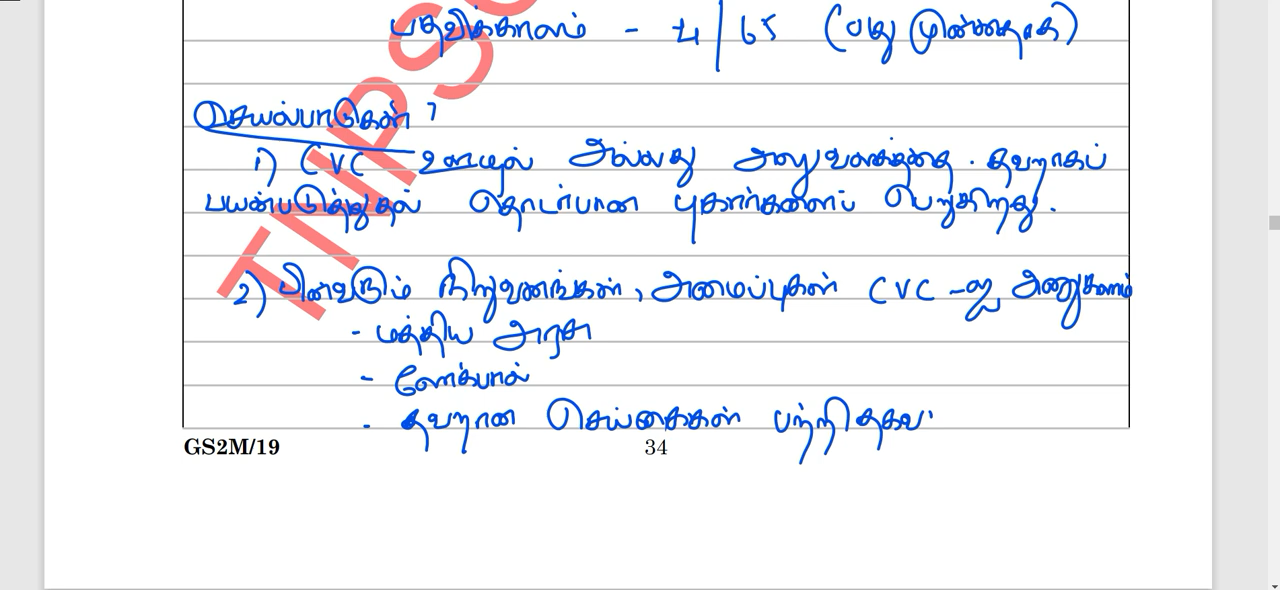 பதவிக்காலம் - 4/65 (எது முன்னதாக)
செயல்பாடுகள் ?
1) CVC ஊழல் அல்லது அலுவலகத்தை தவறாகப்
பயன்படுத்துதல் தொடர்பான புகார்களைப் பெறுகிறது.
2) பின்வரும் நிறுவனங்கள், அமைப்புகள் CVC -ஐ அணுகலாம்
- மத்திய அரசு
- லோக்பால்
- தவறான செய்கைகள் பற்றி தகவ
GS2M/19
34
TNPSC